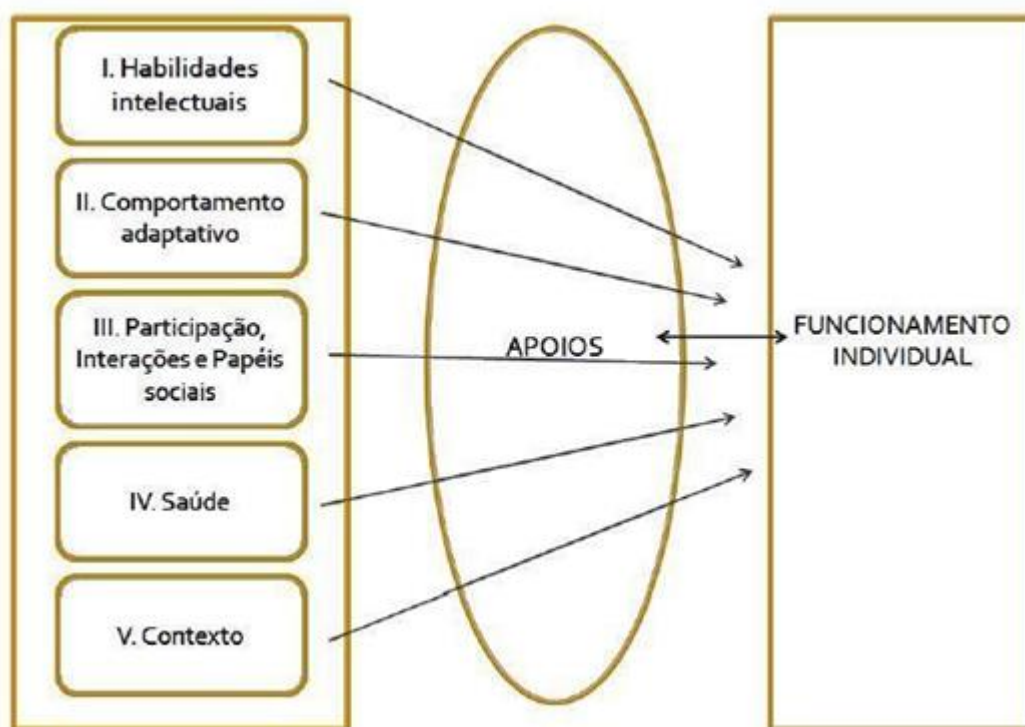 I. Habilidades
intelectuais
II. Comportamento
adaptativo
III. Participação,
Interações e Papéis
sociais
IV. Saúde
V. Contexto
APOIOS
FUNCIONAMENTO
INDIVIDUAL